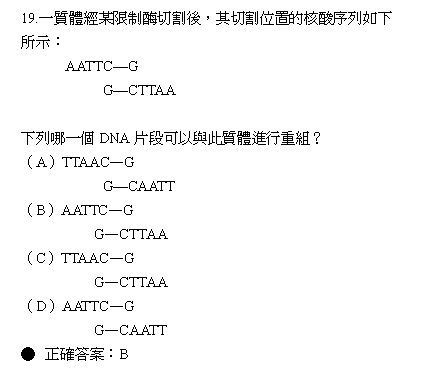 19.一質體經某限制酶切割後，其切割位置的核酸序列如下
所示：
AATTC—G
G—CTTAA
下列哪一個 DNA 片段可以與此質體進行重組？
（A）TTAAC—G
G—CAATT
（B）AATTC—G
G—CTTAA
（C）TTAAC—G
G—CTTAA
（D）AATTC—G
G—CAATT
● 正確答案：B